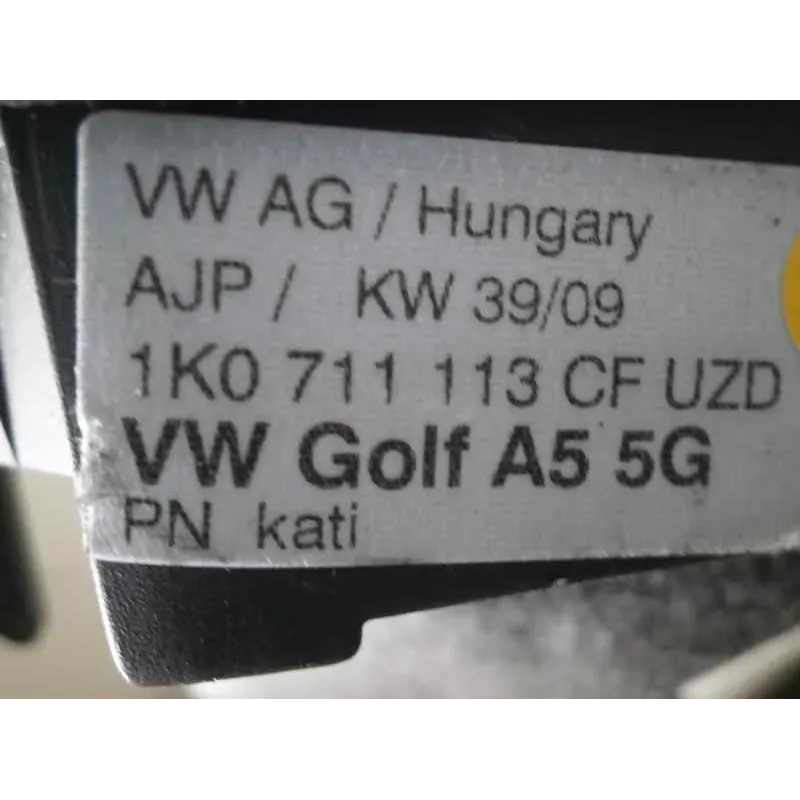 VW AG / Hungary
AJP / KW 39/09
1K0 711 113 CF UZD
VW Golf A5 5G
PN kati